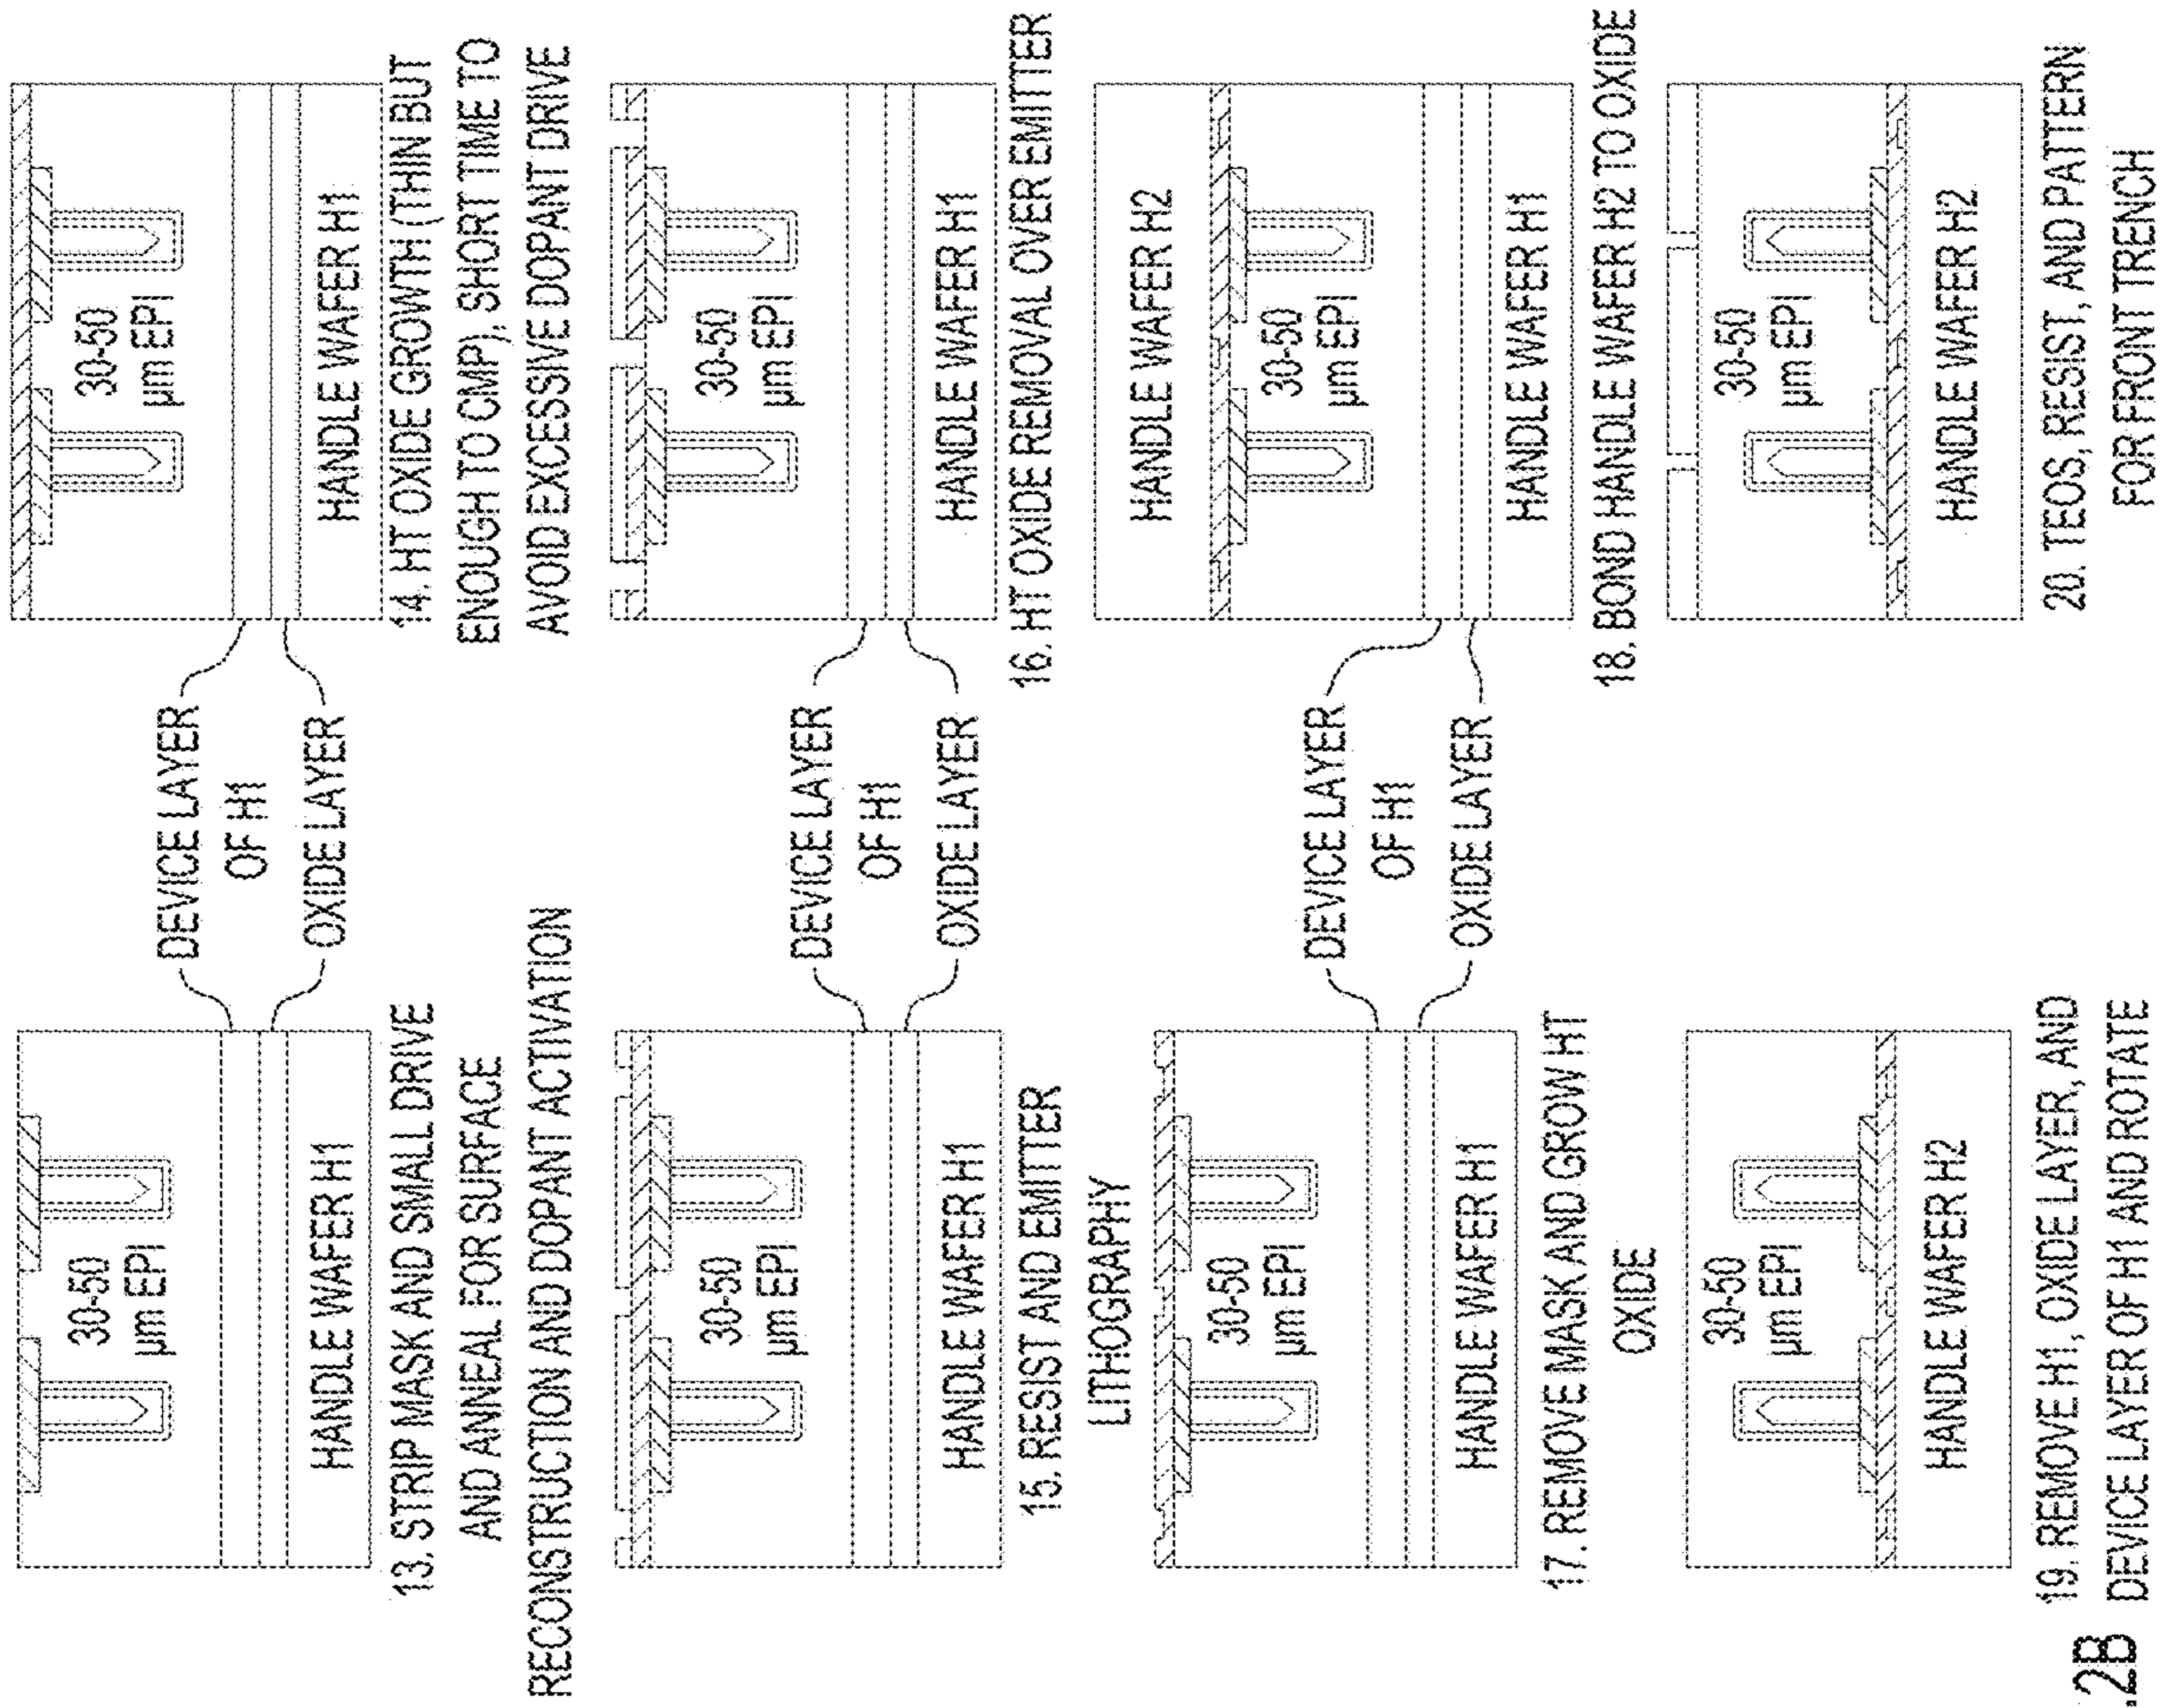 30-50
µm EPI
HANDLE WAFER H1
13. STRIP MASK AND SMALL DRIVE
AND ANNEAL FOR SURFACE
RECONSTRUCTION AND DOPANT ACTIVATION
DEVICE LAYER
OF H1
OXIDE LAYER
30-50
µm EPI
HANDLE WAFER H1
14. HT OXIDE GROWTH (THIN BUT
ENOUGH TO CMP), SHORT TIME TO
AVOID EXCESSIVE DOPANT DRIVE
30-50
µm EPI
HANDLE WAFER H1
15. RESIST AND EMITTER
LITHOGRAPHY
DEVICE LAYER
OF H1
OXIDE LAYER
30-50
µm EPI
HANDLE WAFER H1
16. HT OXIDE REMOVAL OVER EMITTER
30-50
µm EPI
HANDLE WAFER H1
17. REMOVE MASK AND GROW HT
OXIDE
DEVICE LAYER
OF H1
OXIDE LAYER
HANDLE WAFER H2
30-50
µm EPI
HANDLE WAFER H1
18. BOND HANDLE WAFER H2 TO OXIDE
30-50
µm EPI
HANDLE WAFER H2
19. REMOVE H1, OXIDE LAYER, AND
DEVICE LAYER OF H1 AND ROTATE
30-50
µm EPI
HANDLE WAFER H2
20. TEOS, RESIST, AND PATTERN
FOR FRONT TRENCH
.2B